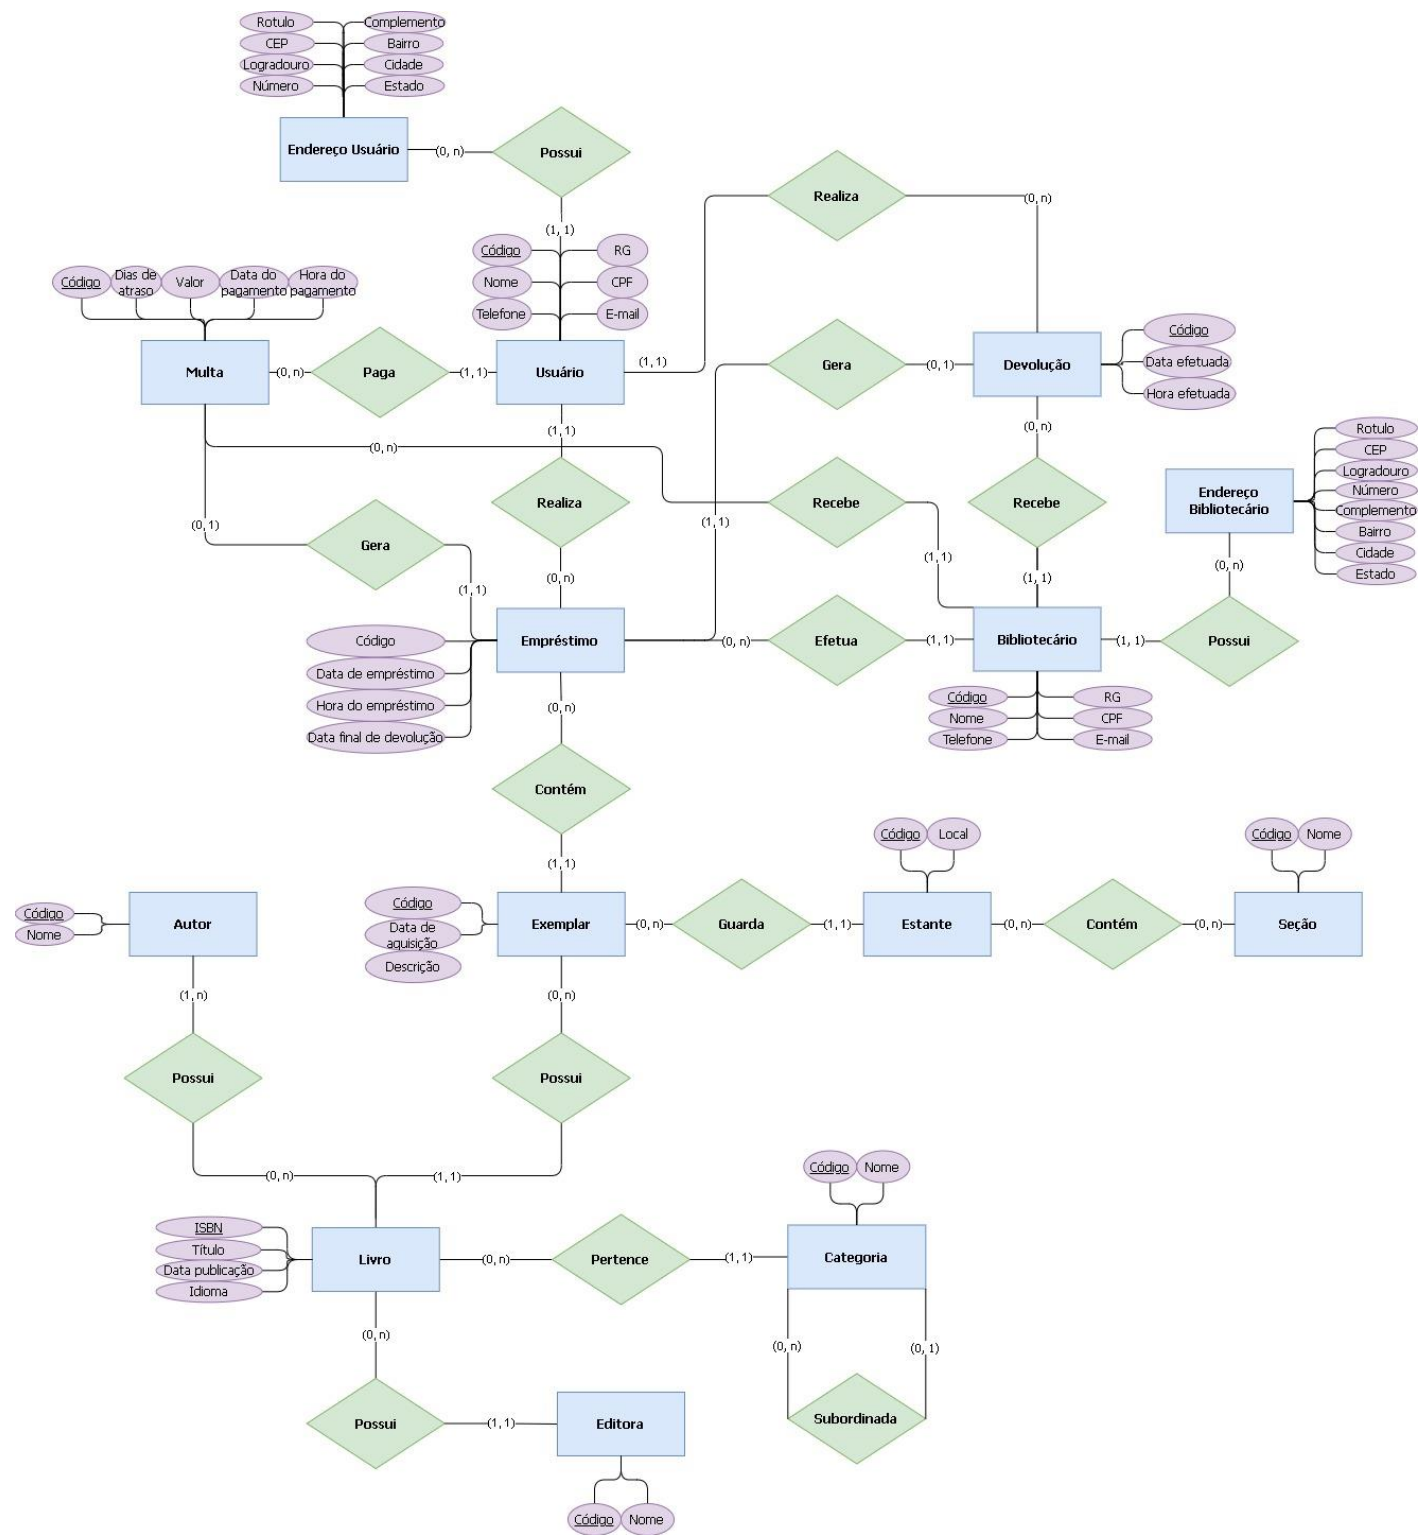 Rotulo
Complemento
CEP
Bairro
Logradouro
Cidade
Número
Estado
Endereço Usuário
(0, n)
Possui
(1, 1)
Realiza
(0, n)
Código
RG
Nome
CPF
Telefone
E-mail
Código
Dias de
atraso
Valor
Data do
pagamento
Hora do
pagamento
Multa
(0, n)
Paga
(1, 1)
Usuário
(1, 1)
Gera
(0, 1)
Devolução
Código
Data efetuada
Hora efetuada
(1, 1)
(0, n)
(0, n)
Rotulo
CEP
Logradouro
Número
Complemento
Bairro
Cidade
Estado
Endereço
Bibliotecário
Realiza
Recebe
Recebe
(0, 1)
Gera
(1, 1)
(1, 1)
(0, n)
(1, 1)
(1, 1)
(0, n)
Empréstimo
(0, n)
Efetua
(1, 1)
Bibliotecário
(1, 1)
Possui
Código
Data de empréstimo
Hora do empréstimo
Data final de devolução
Código
RG
Nome
CPF
Telefone
E-mail
(0, n)
Contém
(1, 1)
Código
Local
Código
Nome
Código
Nome
Autor
Código
Data de
aquisição
Descrição
Exemplar
(0, n)
Guarda
(1, 1)
Estante
(0, n)
Contém
(0, n)
Seção
(1, n)
(0, n)
Possui
Possui
(0, n)
(1, 1)
Código
Nome
ISBN
Título
Data publicação
Idioma
Livro
(0, n)
Pertence
(1, 1)
Categoria
(0, n)
(0, n)
(0, 1)
Possui
(1, 1)
Editora
Subordinada
Código
Nome